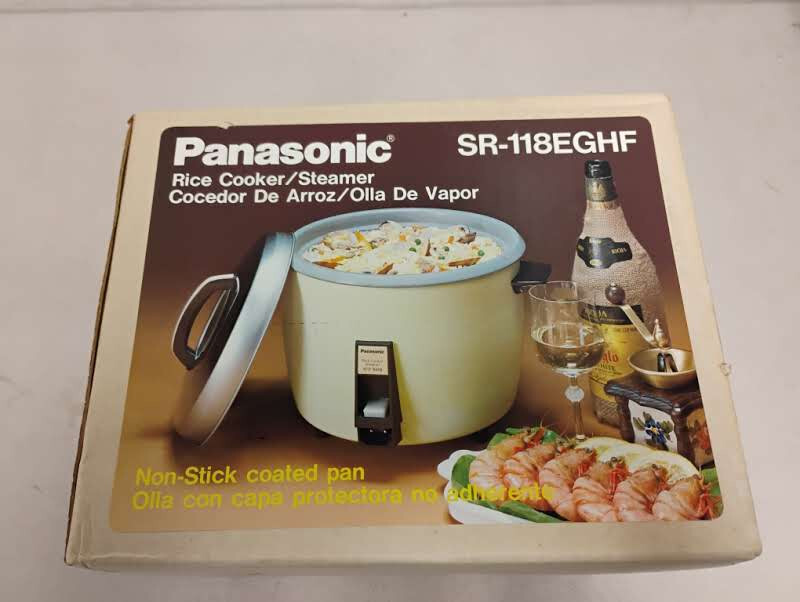 Panasonic®
SR-118EGHF
Rice Cooker/Steamer
Cocedor De Arroz/Olla De Vapor
Panasonic
RIOJA
Non-Stick coated pan
Olla con capa protectora no adherente